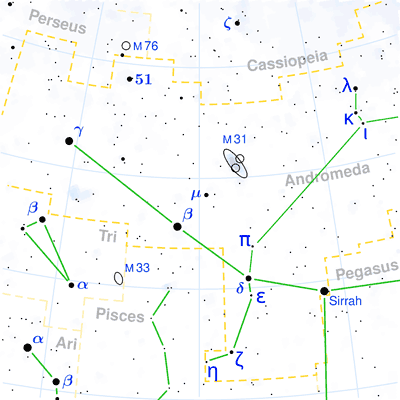 Perseus
ζ
M 76
Cassiopeia
51
λ
κ
ι
γ
M 31
Andromeda
μ
β
β
Tri
π
Pegasus
M 33
δ
ε
α
Sirrah
Pisces
α
Ari
ζ
η
β